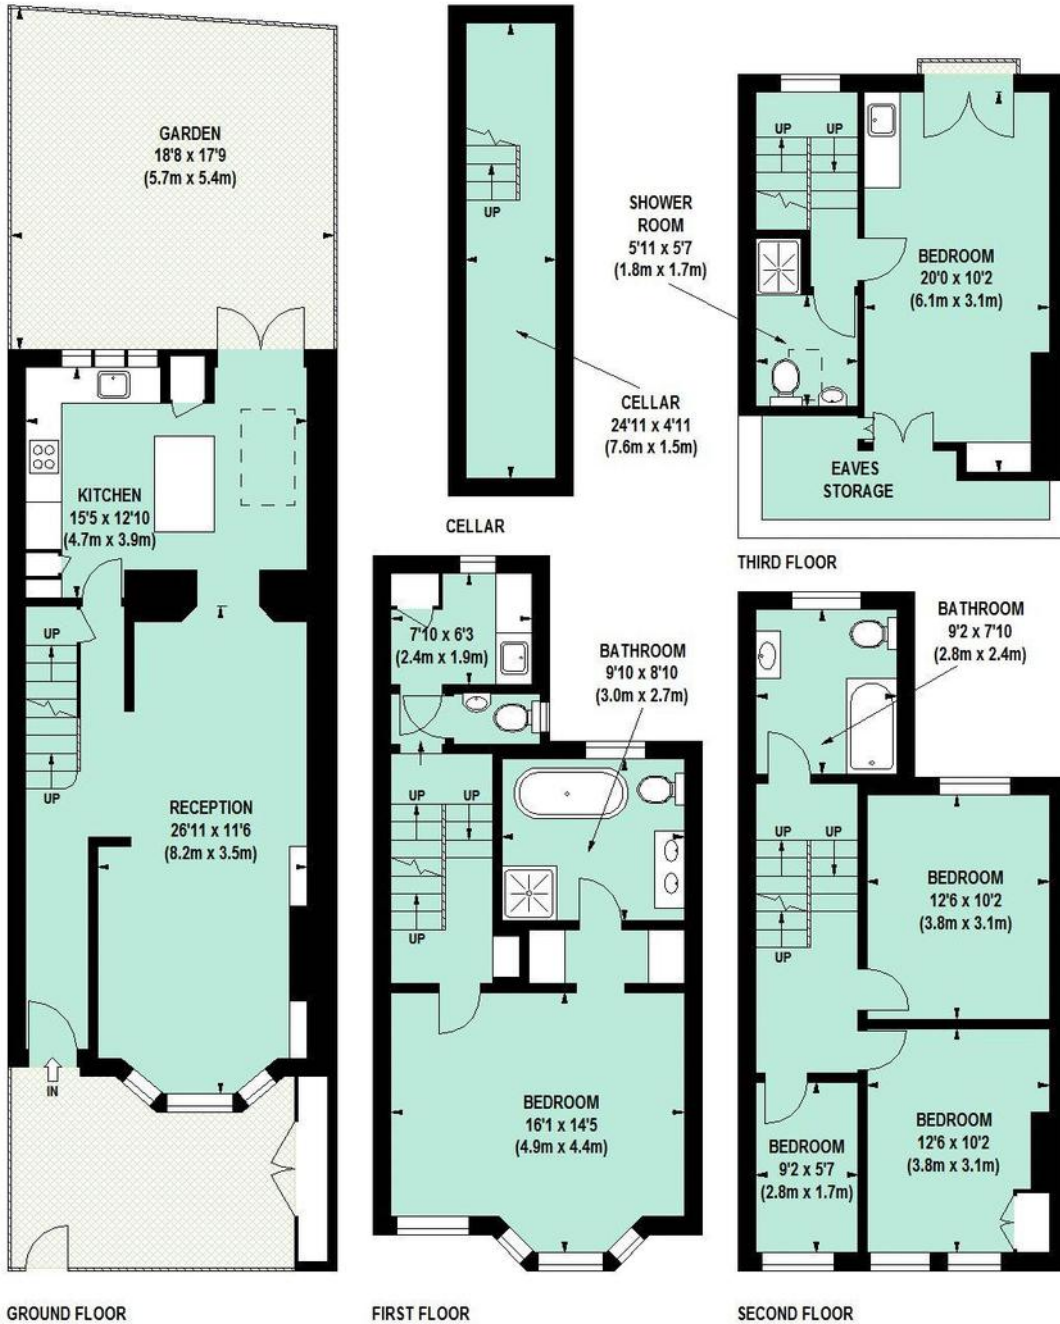 GARDEN
18'8 x 17'9
(5.7m x 5.4m)
KITCHEN
15'5 x 12'10
(4.7m x 3.9m)
UP
UP
RECEPTION
26'11 x 11'6
(8.2m x 3.5m)
IN
GROUND FLOOR
UP
CELLAR
24'11 x 4'11
(7.6m x 1.5m)
CELLAR
7'10 x 6'3
(2.4m x 1.9m)
BATHROOM
9'10 x 8'10
(3.0m x 2.7m)
UP
UP
UP
BEDROOM
16'1 x 14'5
(4.9m x 4.4m)
FIRST FLOOR
UP
UP
SHOWER
ROOM
5'11 x 5'7
(1.8m x 1.7m)
BEDROOM
20'0 x 10'2
(6.1m x 3.1m)
EAVES
STORAGE
THIRD FLOOR
BATHROOM
9'2 x 7'10
(2.8m x 2.4m)
UP
UP
UP
BEDROOM
12'6 x 10'2
(3.8m x 3.1m)
BEDROOM
12'6 x 10'2
(3.8m x 3.1m)
BEDROOM
9'2 x 5'7
(2.8m x 1.7m)
SECOND FLOOR